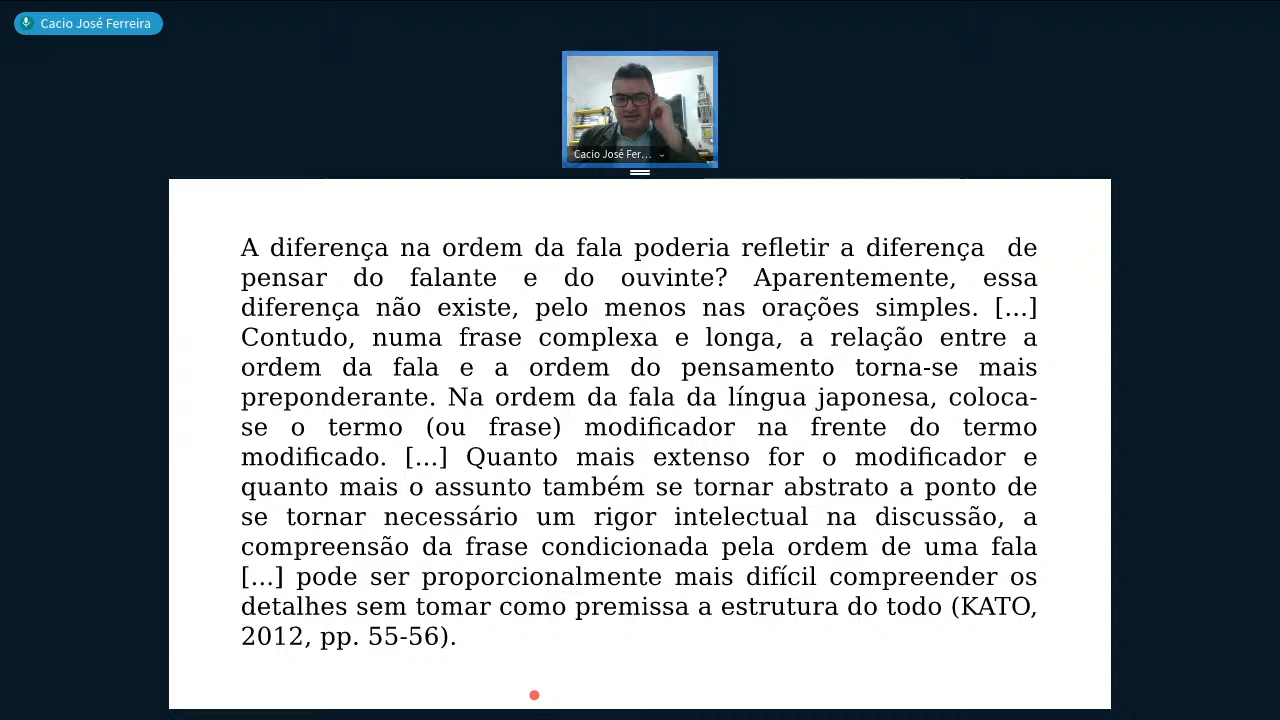 Cacio José Ferreira
Cacio José Fer...
A diferença na ordem da fala poderia refletir a diferença de
pensar do falante e do ouvinte? Aparentemente, essa
diferença não existe, pelo menos nas orações simples. [...]
Contudo, numa frase complexa e longa, a relação entre a
ordem da fala e a ordem do pensamento torna-se mais
preponderante. Na ordem da fala da língua japonesa, coloca-
se o termo (ou frase) modificador na frente do termo
modificado. [...] Quanto mais extenso for o modificador e
quanto mais o assunto também se tornar abstrato a ponto de
se tornar necessário um rigor intelectual na discussão, a
compreensão da frase condicionada pela ordem de uma fala
[...] pode ser proporcionalmente mais difícil compreender os
detalhes sem tomar como premissa a estrutura do todo (KATO,
2012, pp. 55-56).